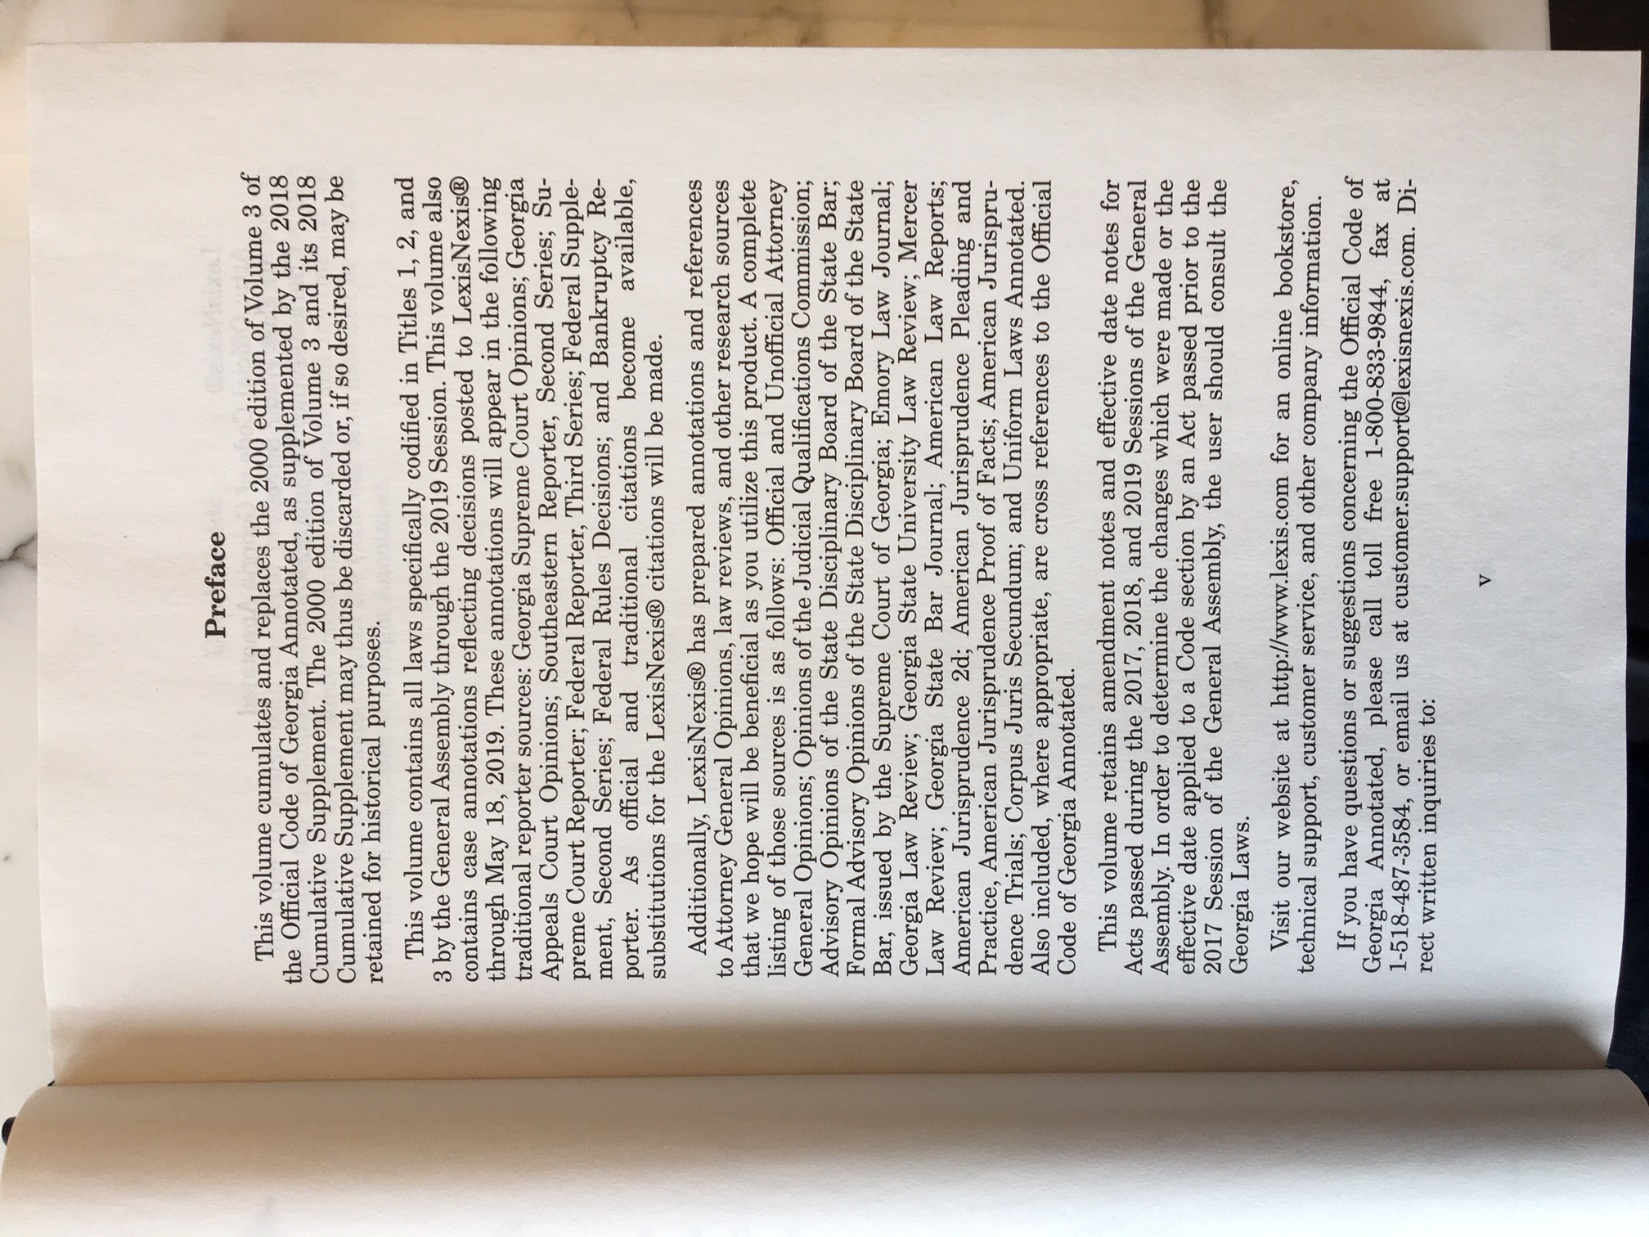 Preface
This volume cumulates and replaces the 2000 edition of Volume 3 of
the Official Code of Georgia Annotated, as supplemented by the 2018
Cumulative Supplement. The 2000 edition of Volume 3 and its 2018
Cumulative Supplement may thus be discarded or, if so desired, may be
retained for historical purposes.
This volume contains all laws specifically codified in Titles 1, 2, and
3 by the General Assembly through the 2019 Session. This volume also
contains case annotations reflecting decisions posted to LexisNexis®
through May 18, 2019. These annotations will appear in the following
traditional reporter sources: Georgia Supreme Court Opinions; Georgia
Appeals Court Opinions; Southeastern Reporter, Second Series; Su-
preme Court Reporter; Federal Reporter, Third Series; Federal Supple-
ment, Second Series; Federal Rules Decisions; and Bankruptcy Re-
porter. As official and traditional citations become available,
substitutions for the LexisNexis® citations will be made.
Additionally, LexisNexis® has prepared annotations and references
to Attorney General Opinions, law reviews, and other research sources
that we hope will be beneficial as you utilize this product. A complete
listing of those sources is as follows: Official and Unofficial Attorney
General Opinions; Opinions of the Judicial Qualifications Commission;
Advisory Opinions of the State Disciplinary Board of the State Bar;
Formal Advisory Opinions of the State Disciplinary Board of the State
Bar, issued by the Supreme Court of Georgia; Emory Law Journal;
Georgia Law Review; Georgia State University Law Review; Mercer
Law Review; Georgia State Bar Journal; American Law Reports;
American Jurisprudence 2d; American Jurisprudence Pleading and
Practice, American Jurisprudence Proof of Facts; American Jurispru-
dence Trials; Corpus Juris Secundum; and Uniform Laws Annotated.
Also included, where appropriate, are cross references to the Official
Code of Georgia Annotated.
This volume retains amendment notes and effective date notes for
Acts passed during the 2017, 2018, and 2019 Sessions of the General
Assembly. In order to determine the changes which were made or the
effective date applied to a Code section by an Act passed prior to the
2017 Session of the General Assembly, the user should consult the
Georgia Laws.
Visit our website at http://www.lexis.com for an online bookstore,
technical support, customer service, and other company information.
If you have questions or suggestions concerning the Official Code of
Georgia Annotated, please call toll free 1-800-833-9844, fax at
1-518-487-3584, or email us at customer.support@lexisnexis.com. Di-
rect written inquiries to:
v